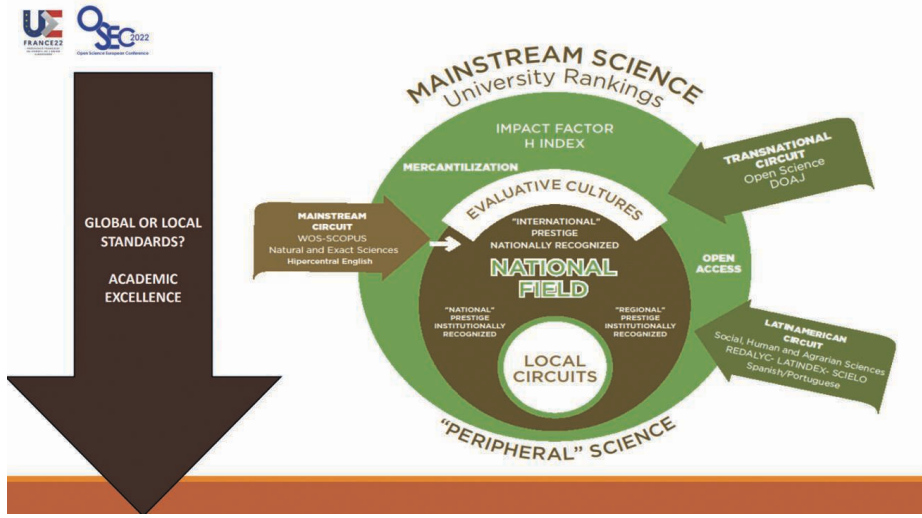 UE
FRANCE22
OSEC 2022
Open Science European Conference
GLOBAL OR LOCAL
STANDARDS?
ACADEMIC
EXCELLENCE
MAINSTREAM SCIENCE
University Rankings
IMPACT FACTOR
H INDEX
MERCANTILIZATION
EVALUATIVE CULTURES
TRANSNATIONAL
CIRCUIT
Open Science
DOAJ
MAINSTREAM
CIRCUIT
WOS-SCOPUS
Natural and Exact Sciences
Hipercentral English
"INTERNATIONAL"
PRESTIGE
NATIONALLY RECOGNIZED
NATIONAL
FIELD
OPEN
ACCESS
"NATIONAL"
PRESTIGE
INSTITUTIONALLY
RECOGNIZED
"REGIONAL"
PRESTIGE
INSTITUTIONALLY
RECOGNIZED
LOCAL
CIRCUITS
LATINAMERICAN
CIRCUIT
Social, Human and Agrarian Sciences
REDALYC- LATINDEX- SCIELO
Spanish/Portuguese
"PERIPHERAL" SCIENCE